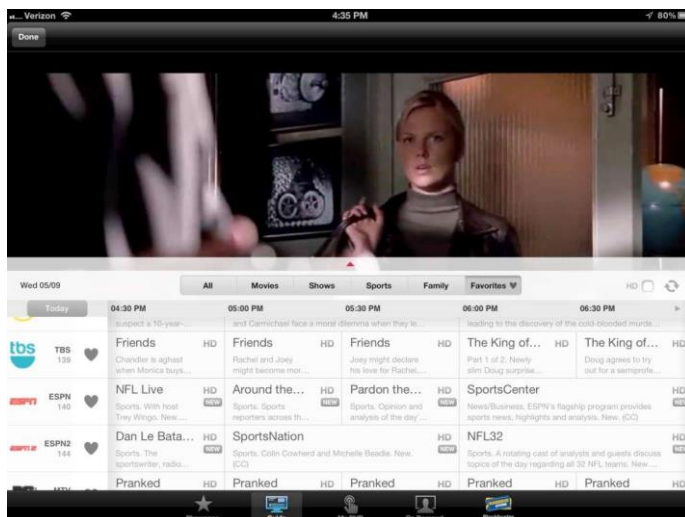 Verizon
4:35 PM
80%
Done
Wed 05/09
All
Movies
Shows
Sports
Family
Favorites
HD
Today
04:30 PM
05:00 PM
05:30 PM
06:00 PM
06:30 PM
suspect a 10-year-...
and Carmichael face a moral dilemma when they le...
leading to the discovery of the cold-blooded murde...
tbs
TBS
139
Friends HD
Chandler is aghast
when Monica buys...
Friends HD
Rachel and Joey
might become mor...
Friends HD
Joey might declare
his love for Rachel,...
The King of... HD
Part 1 of 2; Newly
slim Doug surprise...
The King of... HD
Doug agrees to try
out for a semiprofe...
ESPN
ESPN
140
NFL Live HD
Sports. With host
Trey Wingo. New....
Around the... HD
NEW
Sports. Sports
reporters across th...
Pardon the... HD
NEW
Sports. Opinion and
analysis of the day'...
SportsCenter HD
NEW
News/Business. ESPN's flagship program provides
sports news, highlights and analysis. New. (CC)
ESPN2
144
Dan Le Bata... HD
NEW
Sports. The
sportswriter, radio...
SportsNation HD
NEW
Sports. Colin Cowherd and Michelle Beadle. New.
(CC)
NFL32 HD
NEW
Sports. A rotating cast of analysts and guests discuss
topics of the day regarding all 32 NFL teams. New....
MTV
Pranked HD
Pranked HD
Pranked HD
Pranked HD
Pranked HD